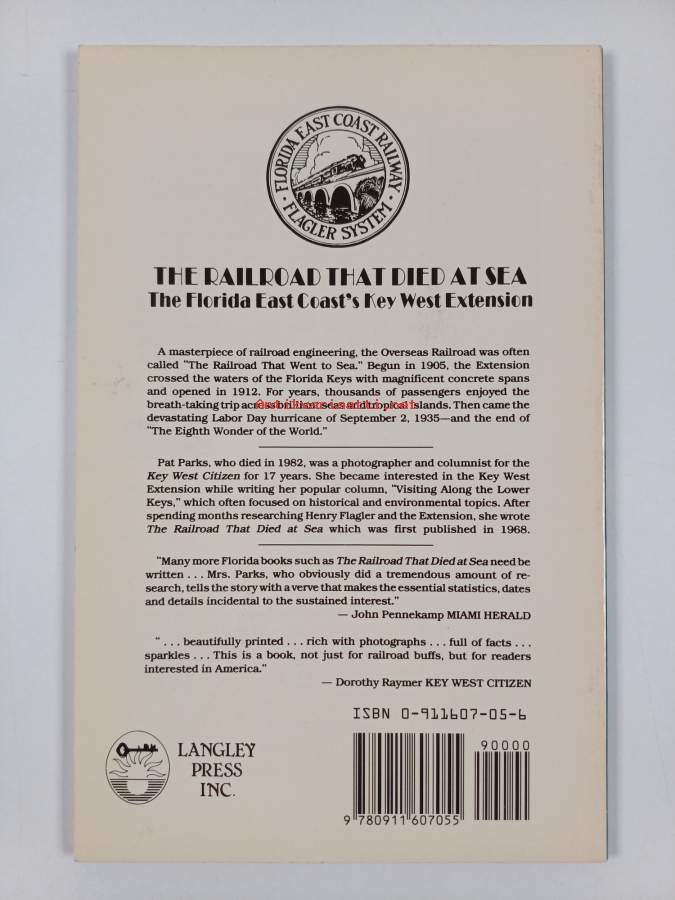 FLORIDA EAST COAST RAILWAY
· FLAGLER SYSTEM ·
THE RAILROAD THAT DIED AT SEA
The Florida East Coast's Key West Extension
A masterpiece of railroad engineering, the Overseas Railroad was often
called "The Railroad That Went to Sea." Begun in 1905, the Extension
crossed the waters of the Florida Keys with magnificent concrete spans
and opened in 1912. For years, thousands of passengers enjoyed the
breath-taking trip across brilliant seas and tropical islands. Then came the
devastating Labor Day hurricane of September 2, 1935—and the end of
"The Eighth Wonder of the World."
Pat Parks, who died in 1982, was a photographer and columnist for the
Key West Citizen for 17 years. She became interested in the Key West
Extension while writing her popular column, "Visiting Along the Lower
Keys," which often focused on historical and environmental topics. After
spending months researching Henry Flagler and the Extension, she wrote
The Railroad That Died at Sea which was first published in 1968.
"Many more Florida books such as The Railroad That Died at Sea need be
written . . . Mrs. Parks, who obviously did a tremendous amount of re-
search, tells the story with a verve that makes the essential statistics, dates
and details incidental to the sustained interest."
— John Pennekamp MIAMI HERALD
" . . . beautifully printed . . . rich with photographs . . . full of facts . . .
sparkles . . . This is a book, not just for railroad buffs, but for readers
interested in America."
— Dorothy Raymer KEY WEST CITIZEN
ISBN 0-911607-05-6
90000
LANGLEY
PRESS
INC.
9 780911 607055